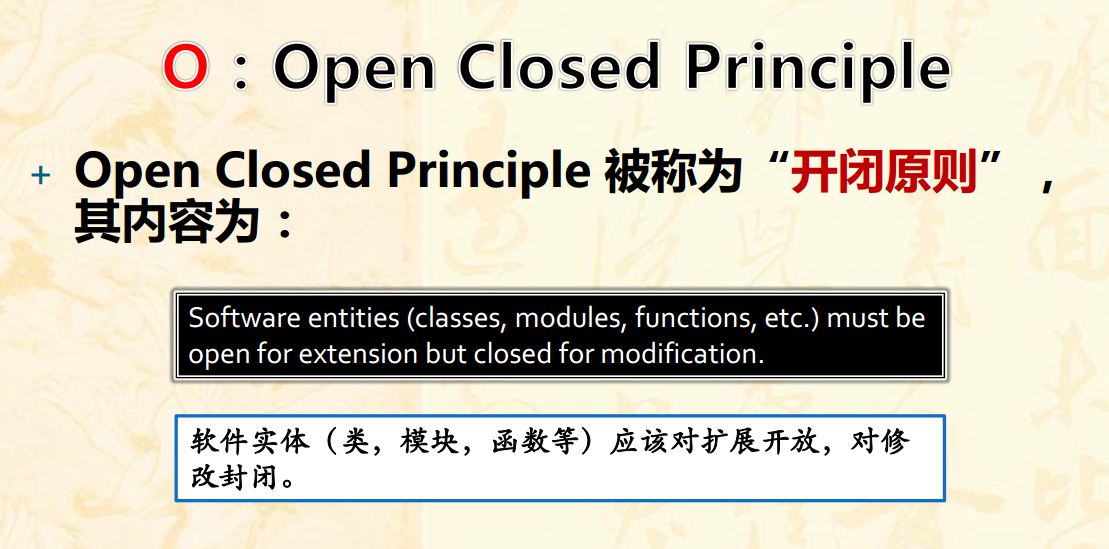 O：Open Closed Principle
+ Open Closed Principle 被称为“开闭原则”，
其内容为：
Software entities (classes, modules, functions, etc.) must be
open for extension but closed for modification.
软件实体（类，模块，函数等）应该对扩展开放，对修
改封闭。